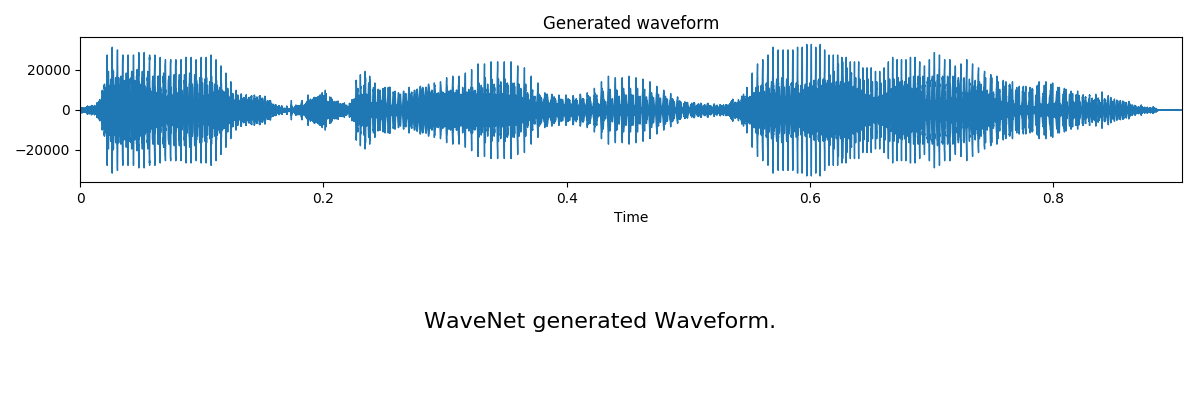 Generated waveform
20000
0
−20000
0 0.2 0.4 0.6 0.8
Time
WaveNet generated Waveform.